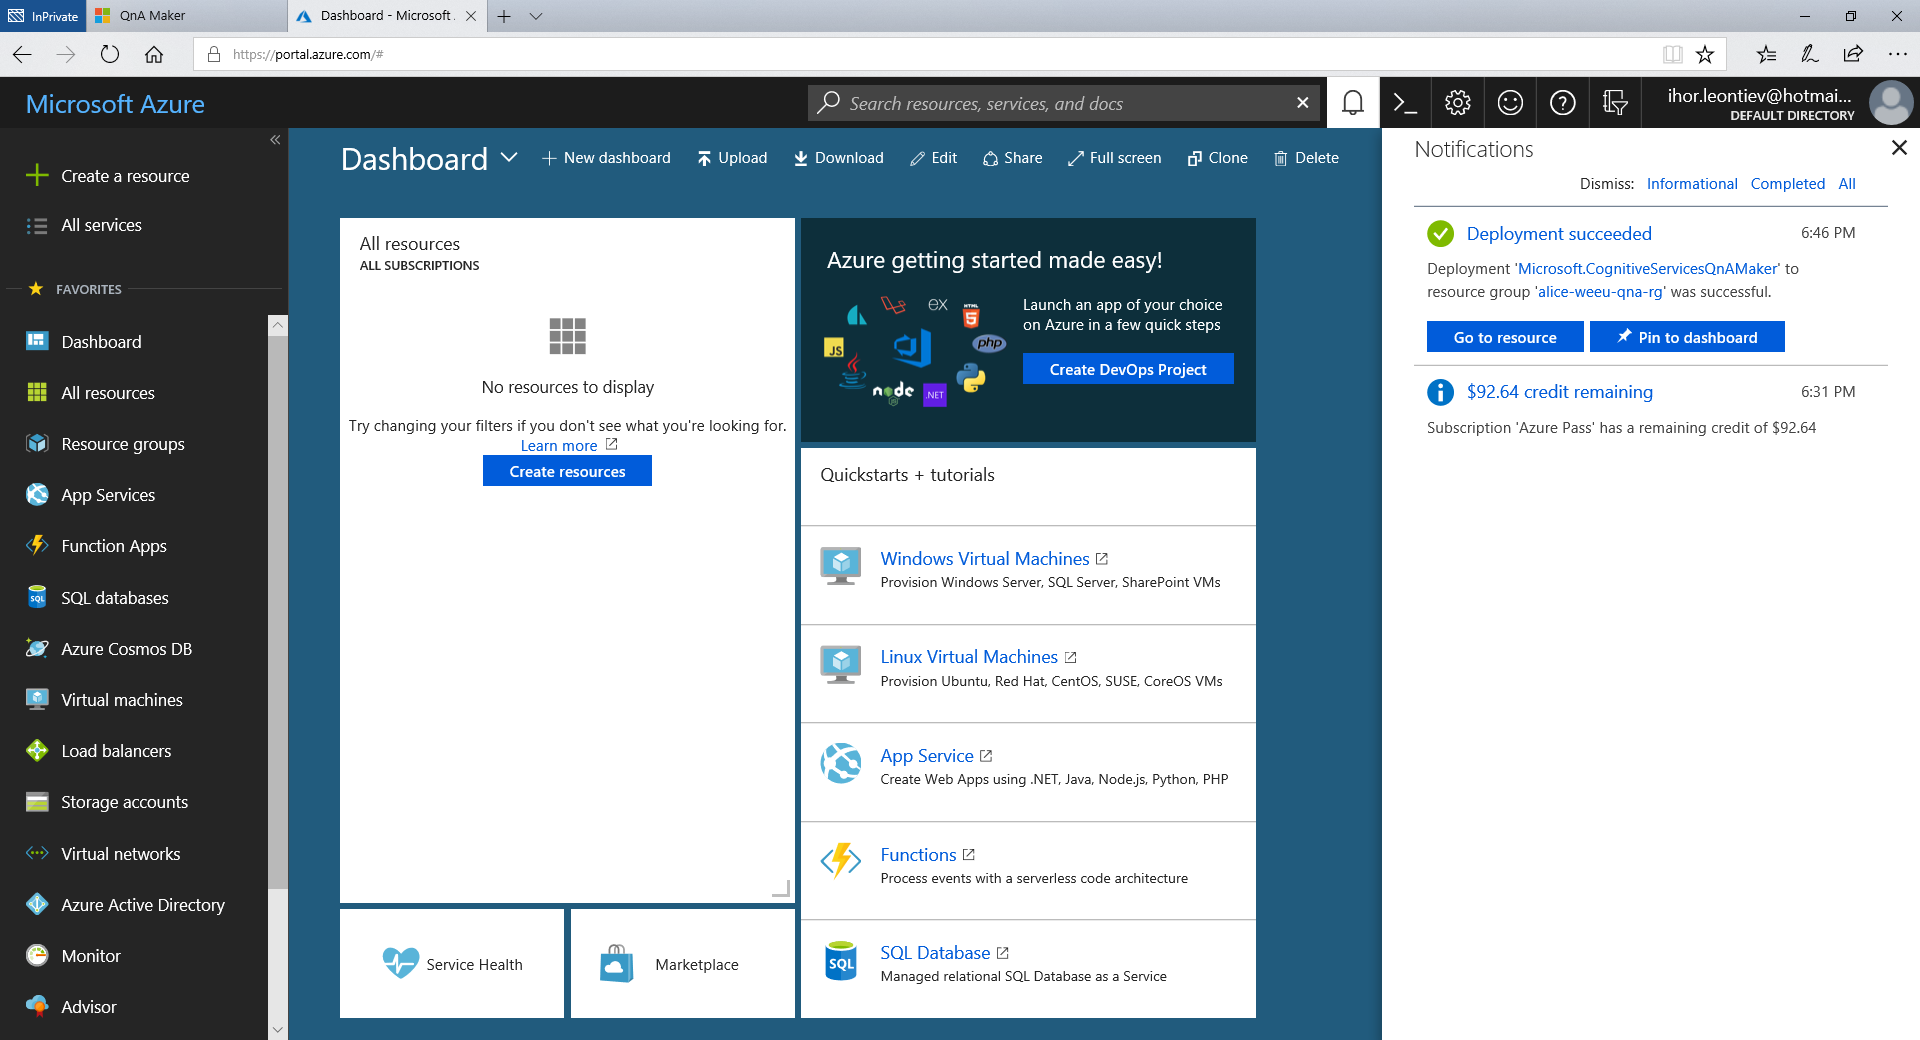 InPrivate
QnA Maker
Dashboard - Microsoft
https://portal.azure.com/#
Microsoft Azure
Search resources, services, and docs
ihor.leontiev@hotmai...
DEFAULT DIRECTORY
Create a resource
All services
FAVORITES
Dashboard
All resources
Resource groups
App Services
Function Apps
SQL databases
Azure Cosmos DB
Virtual machines
Load balancers
Storage accounts
Virtual networks
Azure Active Directory
Monitor
Advisor
Dashboard
New dashboard
Upload
Download
Edit
Share
Full screen
Clone
Delete
All resources
ALL SUBSCRIPTIONS
No resources to display
Try changing your filters if you don't see what you're looking for.
Learn more
Create resources
Service Health
Marketplace
Azure getting started made easy!
Launch an app of your choice
on Azure in a few quick steps
Create DevOps Project
ex
HTML
5
JS
php
node
.NET
Quickstarts + tutorials
Windows Virtual Machines
Provision Windows Server, SQL Server, SharePoint VMs
Linux Virtual Machines
Provision Ubuntu, Red Hat, CentOS, SUSE, CoreOS VMs
App Service
Create Web Apps using .NET, Java, Node.js, Python, PHP
Functions
Process events with a serverless code architecture
SQL
SQL Database
Managed relational SQL Database as a Service
Notifications
Dismiss: Informational Completed All
Deployment succeeded 6:46 PM
Deployment 'Microsoft.CognitiveServicesQnAMaker' to
resource group 'alice-weeu-qna-rg' was successful.
Go to resource
Pin to dashboard
$92.64 credit remaining 6:31 PM
Subscription 'Azure Pass' has a remaining credit of $92.64